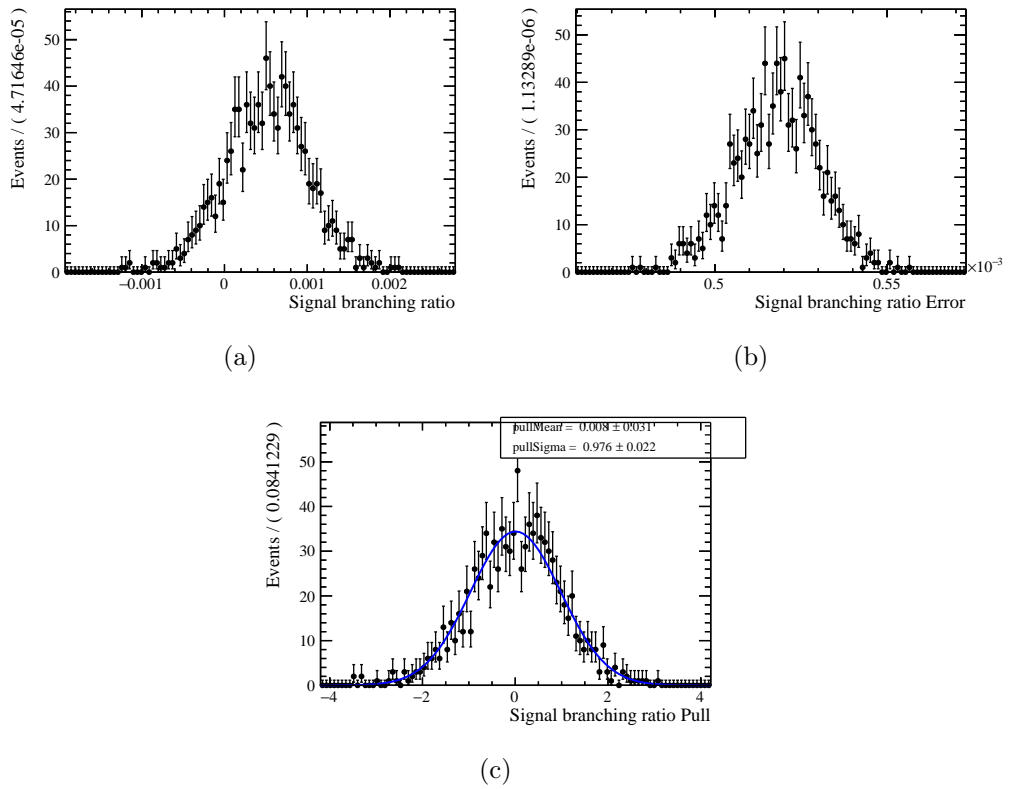 Events / ( 4.71646e-05 )
50
40
30
20
10
0
−0.001
0
0.001
0.002
Signal branching ratio
(a)
Events / ( 1.13289e-06 )
50
40
30
20
10
0
0.5
0.55
×10−3
Signal branching ratio Error
(b)
pullMean = 0.008 ± 0.031
pullSigma = 0.976 ± 0.022
Events / ( 0.0841229 )
50
40
30
20
10
0
−4
−2
0
2
4
Signal branching ratio Pull
(c)